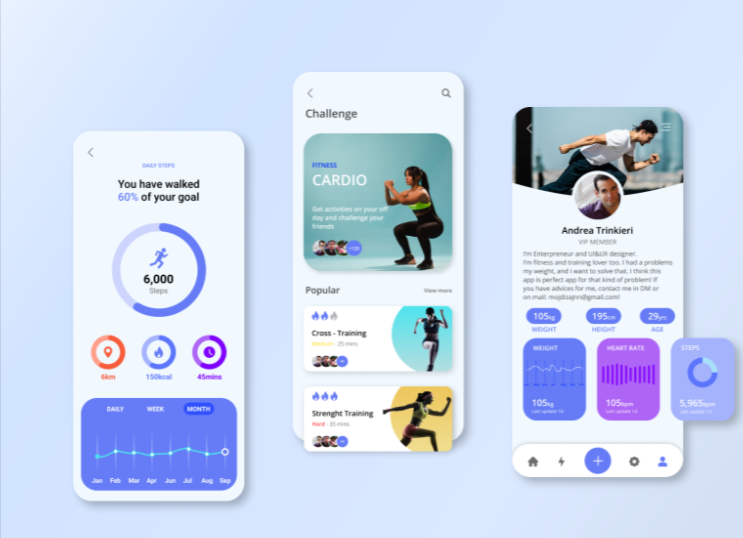 DAILY STEPS
You have walked
60% of your goal
6,000
Steps
6km
150kcal
45mins
DAILY WEEK MONTH
Jan Feb Mar Apr Jun Jul Aug Sep
Challenge
FITNESS
CARDIO
Get activities on your off
day and challenge your
friends
Popular
View more
Cross - Training
- 25 mins
Strenght Training
Hard - 35 mins
Andrea Trinkieri
VIP MEMBER
I'm Enterpreneur and UI&UI designer.
I'm fitness and training lover too. I had a problems
my weight, and I want to solve that. I think this
app is perfect app for that kind of problem! If
you have advices for me, contact me in DM or
on mail: mojdizajnn@gmail.com!
105kg 195cm 29yrs
WEIGHT HEIGHT AGE
WEIGHT
105kg
Last update 1d
HEART RATE
105bpm
Last update 1d
STEPS
5,965bpm
Last update 1d